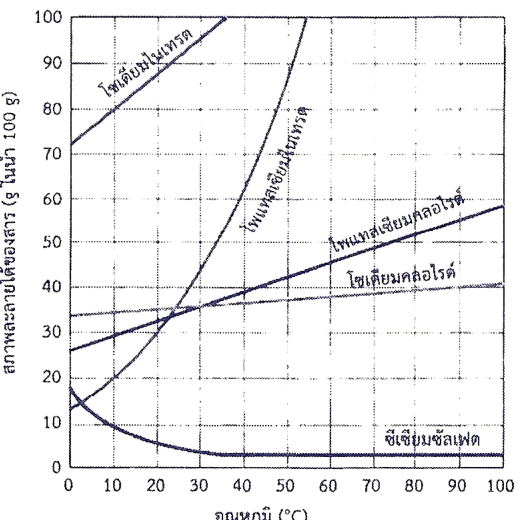 สภาพละลายได้ของสาร (g ในน้ำ 100 g)
100
90
80
70
60
50
40
30
20
10
0
โซเดียมไนเทรต
โพแทสเซียมไนเทรต
โพแทสเซียมคลอไรด์
โซเดียมคลอไรด์
ซีเซียมซัลเฟต
0 10 20 30 40 50 60 70 80 90 100
อุณหภูมิ (°C)